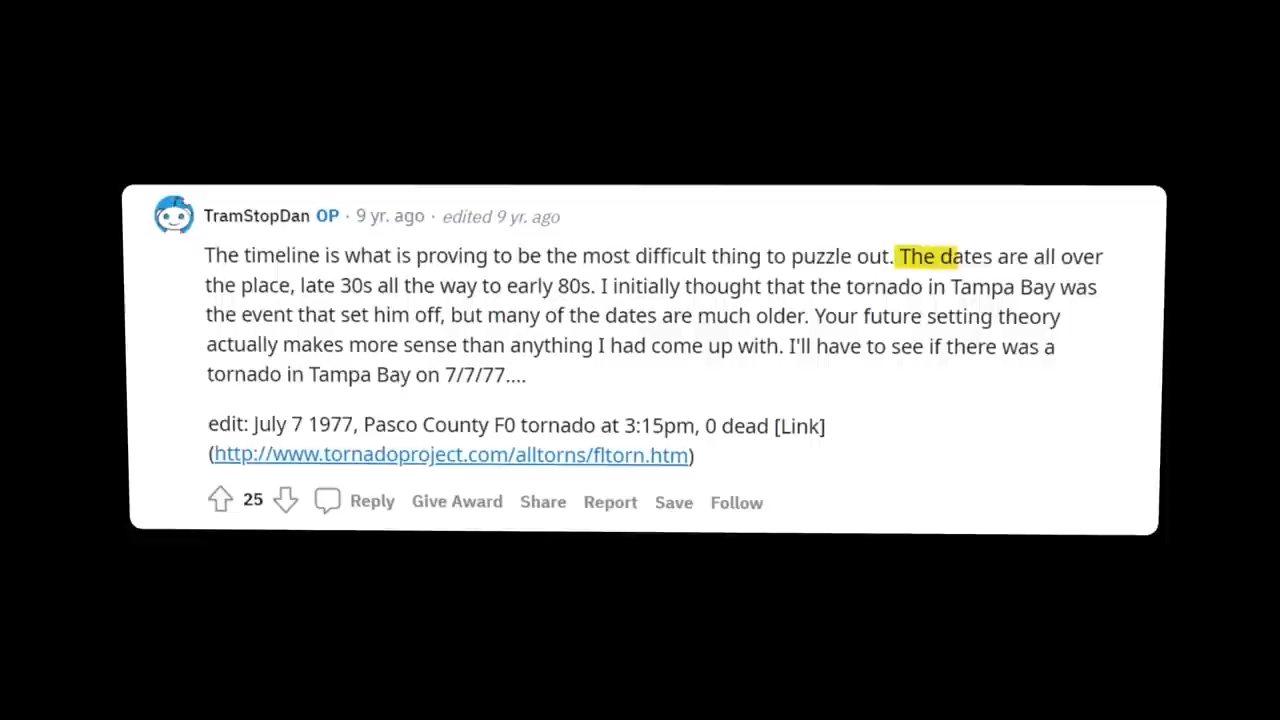 TramStopDan OP · 9 yr. ago · edited 9 yr. ago
The timeline is what is proving to be the most difficult thing to puzzle out. The dates are all over
the place, late 30s all the way to early 80s. I initially thought that the tornado in Tampa Bay was
the event that set him off, but many of the dates are much older. Your future setting theory
actually makes more sense than anything I had come up with. I'll have to see if there was a
tornado in Tampa Bay on 7/7/77....
edit: July 7 1977, Pasco County F0 tornado at 3:15pm, 0 dead [Link]
(http://www.tornadoproject.com/alltorns/fltorn.htm)
25 Reply Give Award Share Report Save Follow